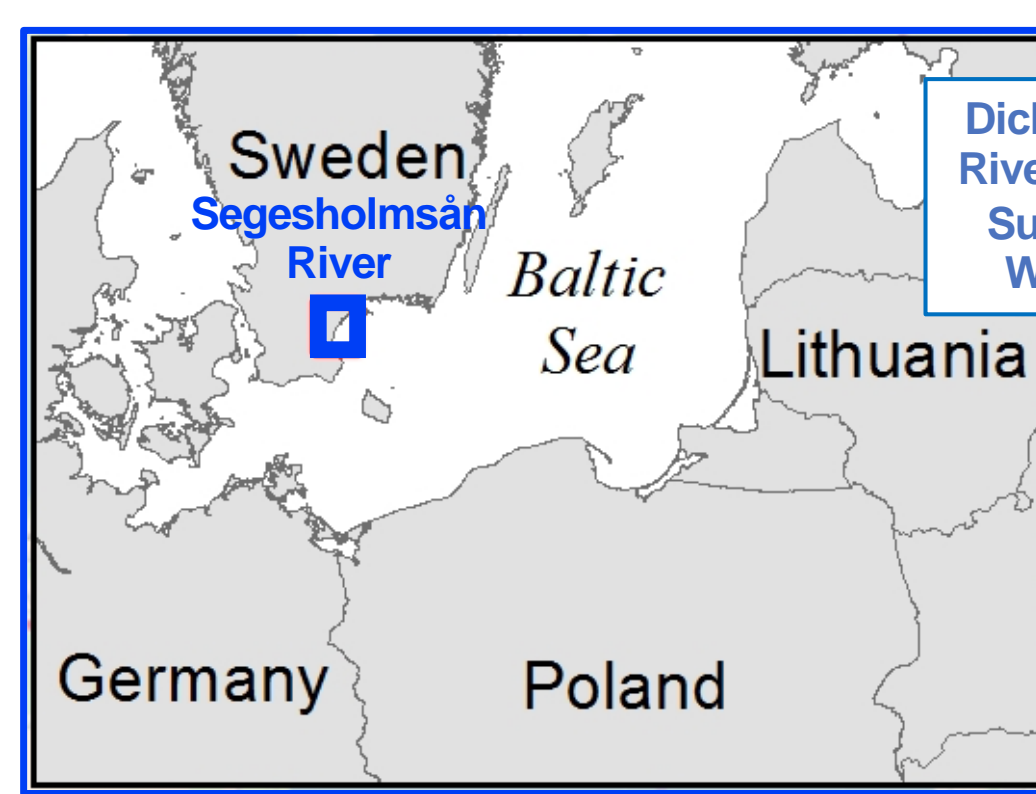 Sweden
Segesholmsån
River
Baltic
Sea
Lithuania
Germany
Poland